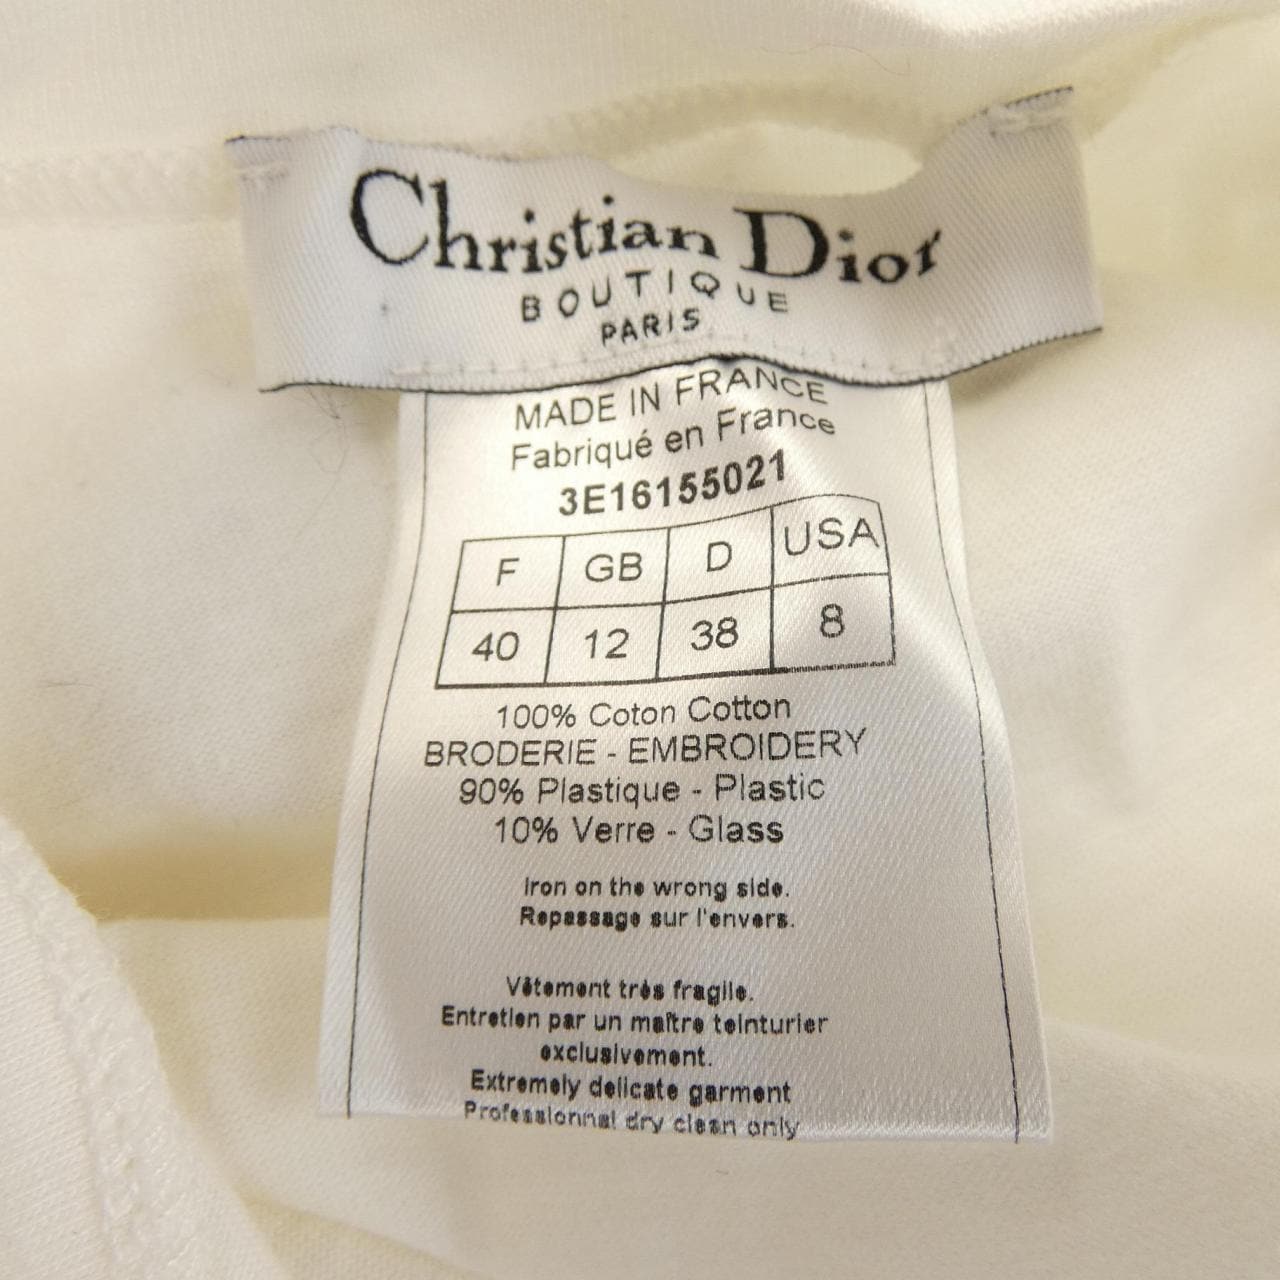 Christian Dior
BOUTIQUE
PARIS
MADE IN FRANCE
Fabriqué en France
3E16155021
F GB D USA
40 12 38 8
100% Coton Cotton
BRODERIE - EMBROIDERY
90% Plastique - Plastic
10% Verre - Glass
Iron on the wrong side.
Repassage sur l'envers.
Vêtement très fragile.
Entretien par un maître teinturier
exclusivement.
Extremely delicate garment
Professionnal dry clean only